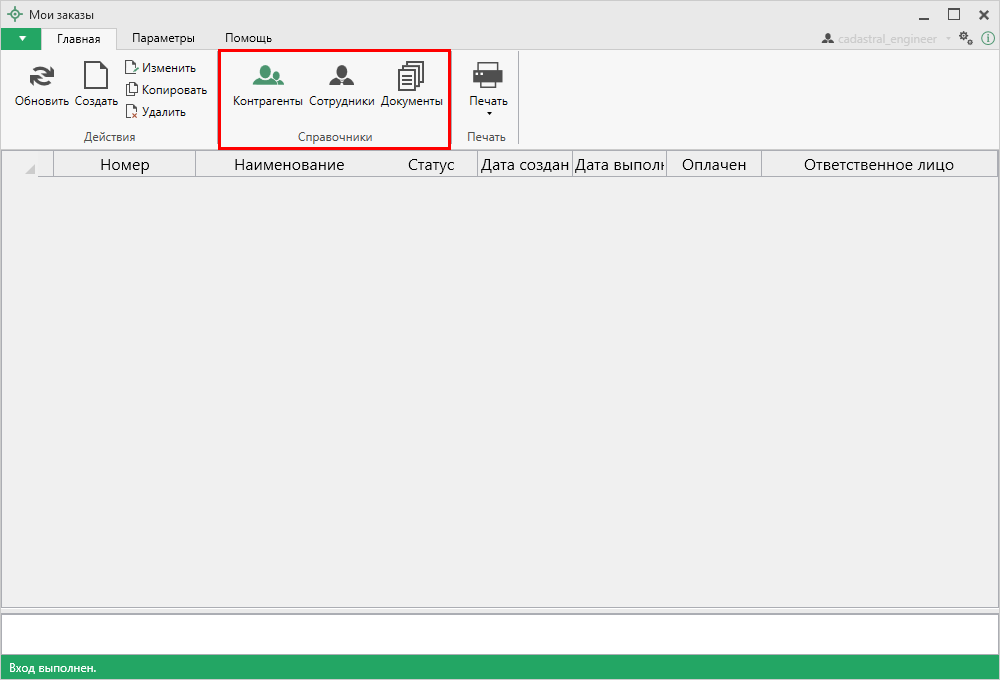 Мои заказы
Главная Параметры Помощь cadastral_engineer
Обновить Создать Изменить Копировать Удалить
Действия
Контрагенты Сотрудники Документы
Справочники
Печать
Печать
Номер Наименование Статус Дата создан Дата выполн Оплачен Ответственное лицо
Вход выполнен.